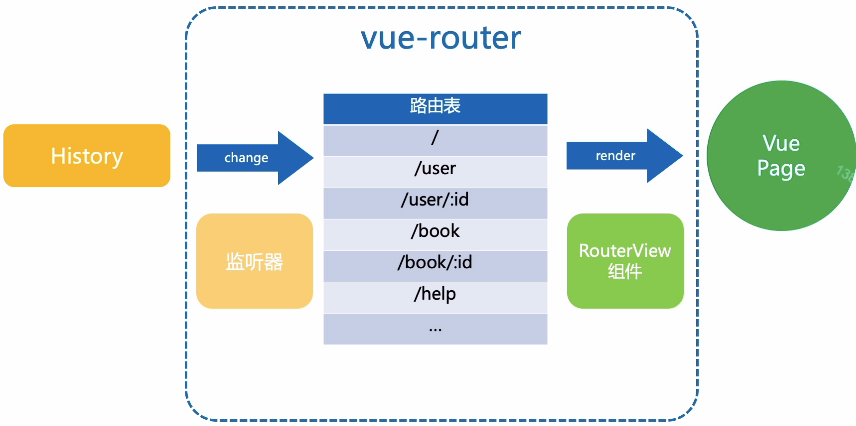 vue-router
History
change
监听器
路由表
/
/user
/user/:id
/book
/book/:id
/help
...
render
RouterView
组件
Vue
Page